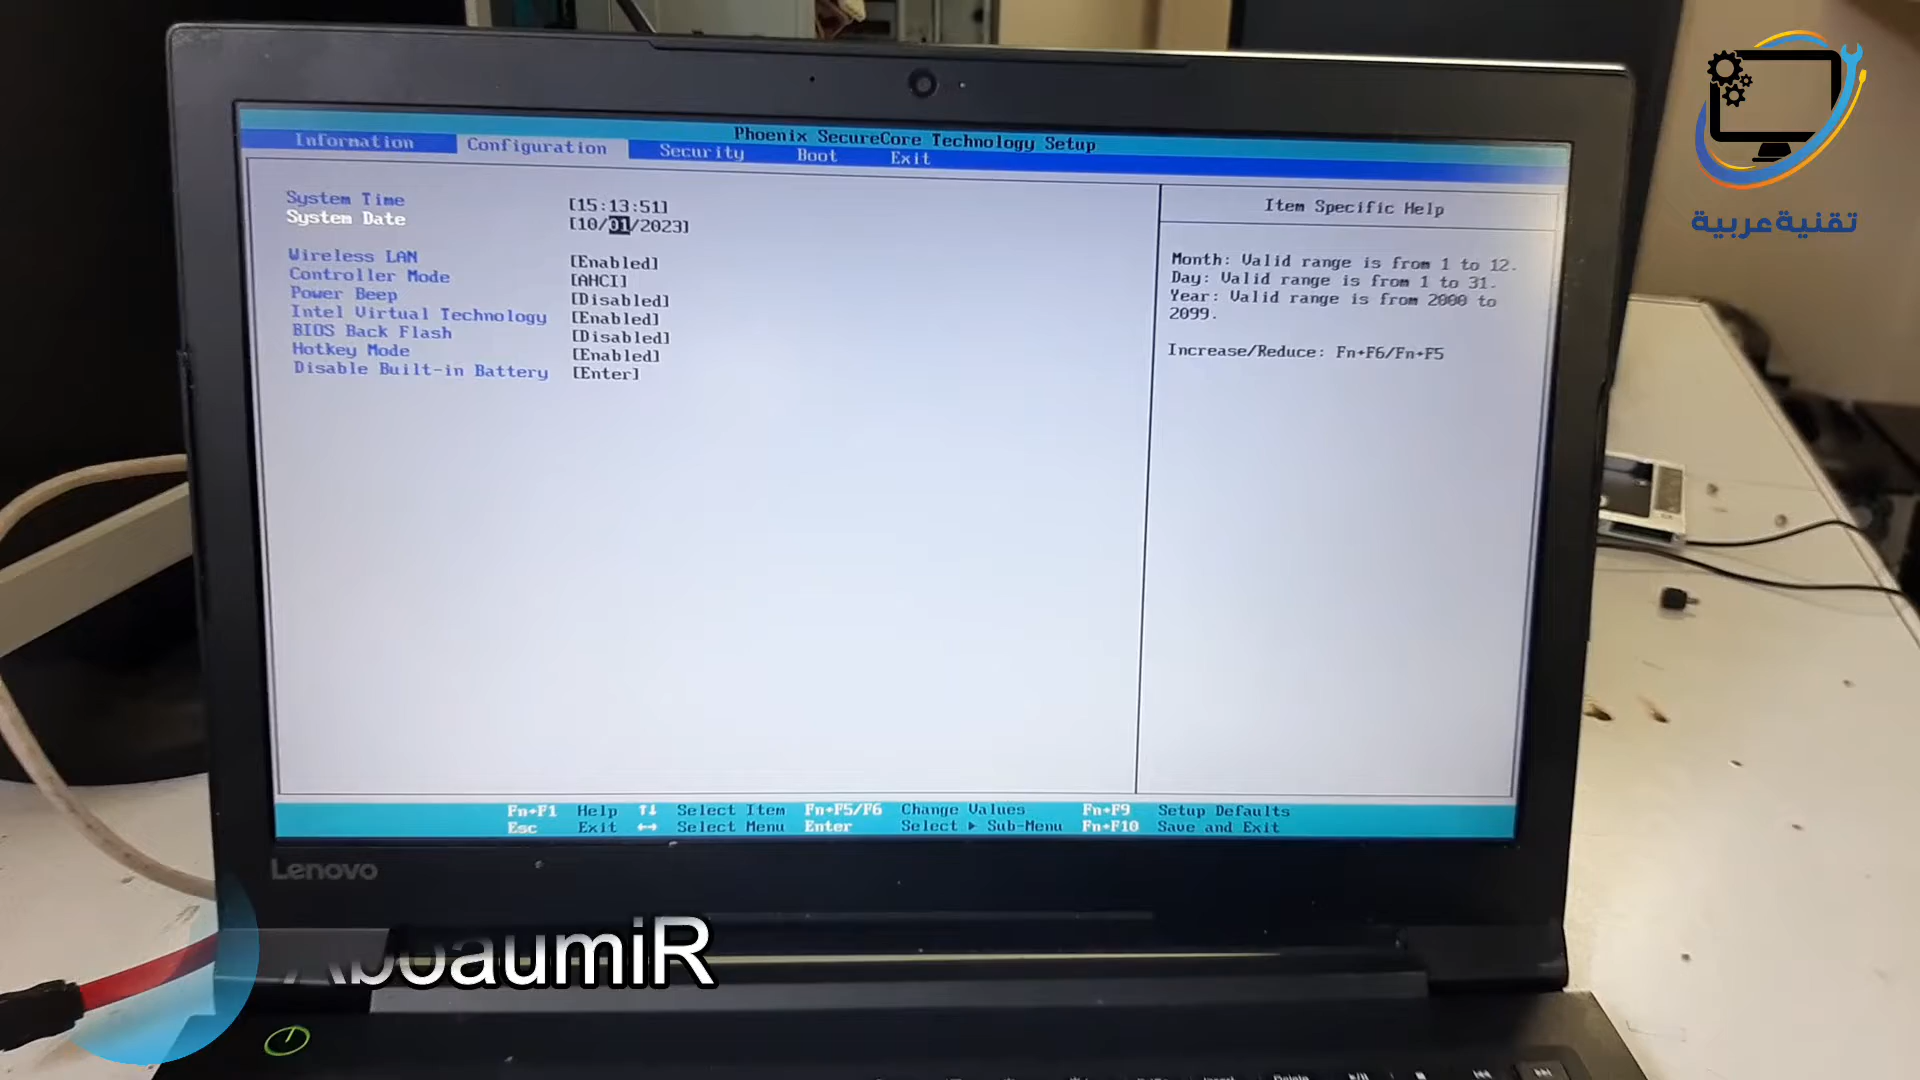 Phoenix SecureCore Technology Setup
Information Configuration Security Boot Exit
System Time [15:13:51]
System Date [10/01/2023]
Wireless LAN [Enabled]
Controller Mode [AHCI]
Power Beep [Disabled]
Intel Virtual Technology [Enabled]
BIOS Back Flash [Disabled]
Hotkey Mode [Enabled]
Disable Built-in Battery [Enter]
Item Specific Help
Month: Valid range is from 1 to 12.
Day: Valid range is from 1 to 31.
Year: Valid range is from 2000 to
2099.
Increase/Reduce: Fn+F6/Fn+F5
Fn+F1 Help ↑↓ Select Item Fn+F5/F6 Change Values Fn+F9 Setup Defaults
Esc Exit ←→ Select Menu Enter Select ▶ Sub-Menu Fn+F10 Save and Exit
Lenovo
AboaumiR
تقنية عربية